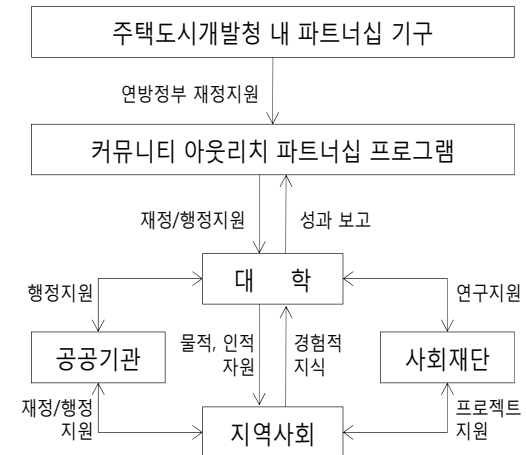 주택도시개발청 내 파트너십 기구
연방정부 재정지원
커뮤니티 아웃리치 파트너십 프로그램
재정/행정지원
성과 보고
대 학
행정지원
연구지원
공공기관
물적, 인적
자원
경험적
지식
사회재단
재정/행정
지원
지역사회
프로젝트
지원